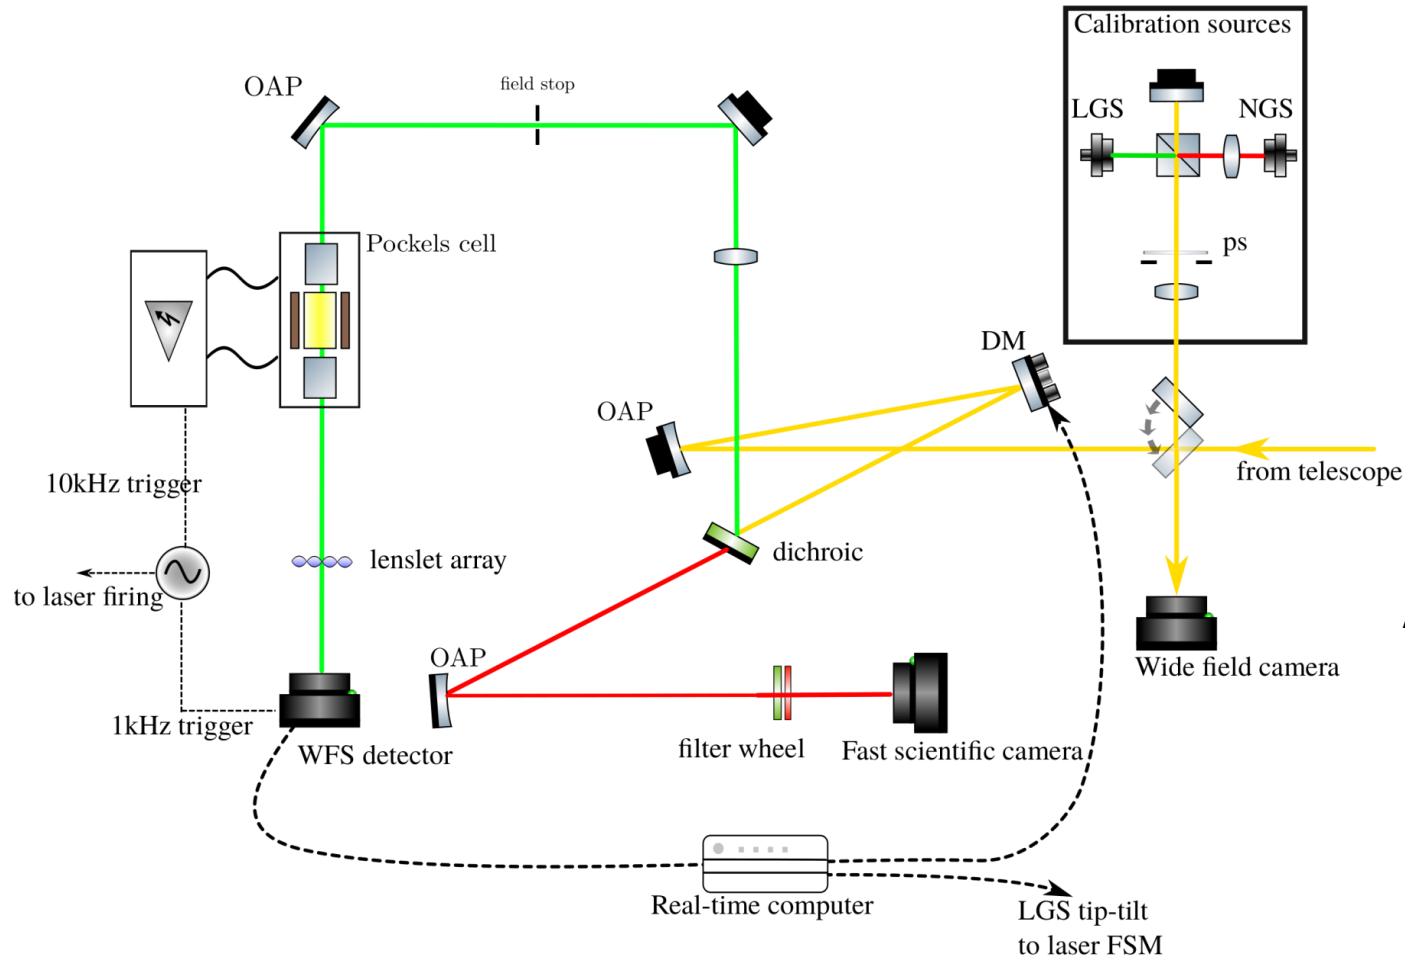 Calibration sources
OAP
field stop
LGS
NGS
Pockels cell
ps
DM
OAP
from telescope
10kHz trigger
dichroic
lenslet array
to laser firing
OAP
Wide field camera
1kHz trigger
WFS detector
filter wheel
Fast scientific camera
Real-time computer
LGS tip-tilt
to laser FSM